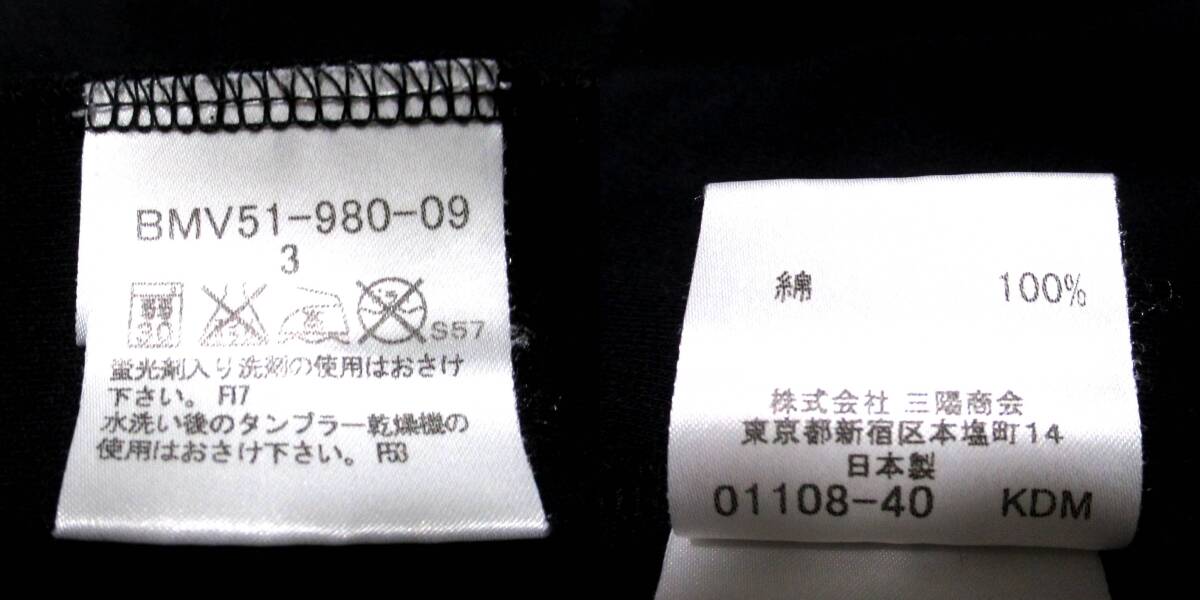 BMV51-980-09
3
30
S57
蛍光剤入り洗剤の使用はおさけ
下さい。 F17
水洗い後のタンブラー乾燥機の
使用はおさけ下さい。 F53
綿 100%
株式会社 三陽商会
東京都新宿区本塩町14
日本製
01108-40 KDM